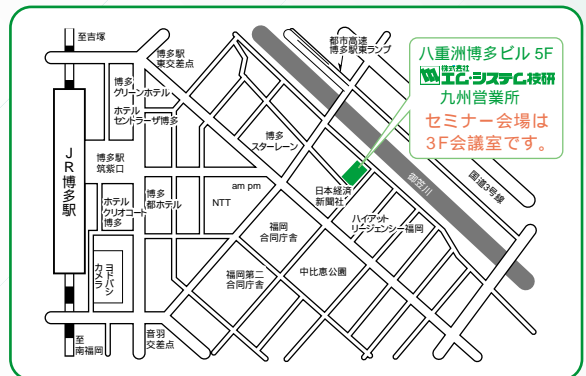 至吉塚
博多駅
東交差点
都市高速
博多駅東ランプ
八重洲博多ビル 5F
株式会社
エム・システム技研
九州営業所
セミナー会場は
3F会議室です。
博多
グリーンホテル
ホテル
セントラーザ博多
博多
スターレーン
JR博多駅
博多駅
筑紫口
am pm
日本経済
新聞社
御笠川
国道3号線
ホテル
クリオコート
博多
博多
都ホテル
NTT
ハイアット
リージェンシー福岡
福岡
合同庁舎
ヨドバシ
カメラ
福岡第二
合同庁舎
中比恵公園
至
南福岡
音羽
交差点